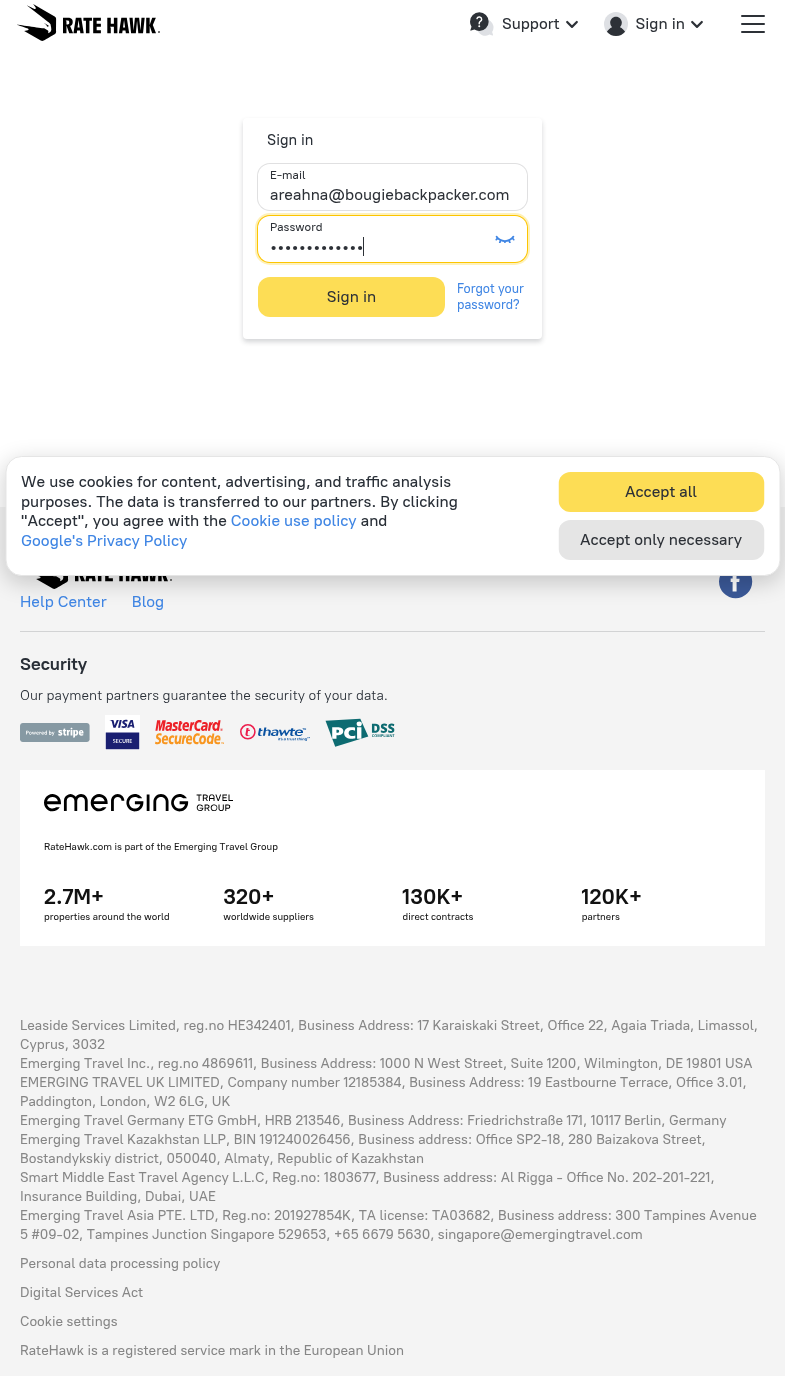 RATE HAWK.
Support
Sign in
Sign in
E-mail
areahna@bougiebackpacker.com
Password
•••••••••••••
Sign in
Forgot your
password?
We use cookies for content, advertising, and traffic analysis
purposes. The data is transferred to our partners. By clicking
"Accept", you agree with the Cookie use policy and
Google's Privacy Policy
Accept all
Accept only necessary
RATE HAWK.
Help Center
Blog
Security
Our payment partners guarantee the security of your data.
Powered by stripe
VISA
SECURE
MasterCard.
SecureCode.
thawte™
it's a trust thing™
PCi DSS
COMPLIANT
emerging TRAVEL
GROUP
RateHawk.com is part of the Emerging Travel Group
2.7M+
320+
130K+
120K+
properties around the world
worldwide suppliers
direct contracts
partners
Leaside Services Limited, reg.no HE342401, Business Address: 17 Karaiskaki Street, Office 22, Agaia Triada, Limassol,
Cyprus, 3032
Emerging Travel Inc., reg.no 4869611, Business Address: 1000 N West Street, Suite 1200, Wilmington, DE 19801 USA
EMERGING TRAVEL UK LIMITED, Company number 12185384, Business Address: 19 Eastbourne Terrace, Office 3.01,
Paddington, London, W2 6LG, UK
Emerging Travel Germany ETG GmbH, HRB 213546, Business Address: Friedrichstraße 171, 10117 Berlin, Germany
Emerging Travel Kazakhstan LLP, BIN 191240026456, Business address: Office SP2-18, 280 Baizakova Street,
Bostandykskiy district, 050040, Almaty, Republic of Kazakhstan
Smart Middle East Travel Agency L.L.C, Reg.no: 1803677, Business address: Al Rigga - Office No. 202-201-221,
Insurance Building, Dubai, UAE
Emerging Travel Asia PTE. LTD, Reg.no: 201927854K, TA license: TA03682, Business address: 300 Tampines Avenue
5 #09-02, Tampines Junction Singapore 529653, +65 6679 5630, singapore@emergingtravel.com
Personal data processing policy
Digital Services Act
Cookie settings
RateHawk is a registered service mark in the European Union